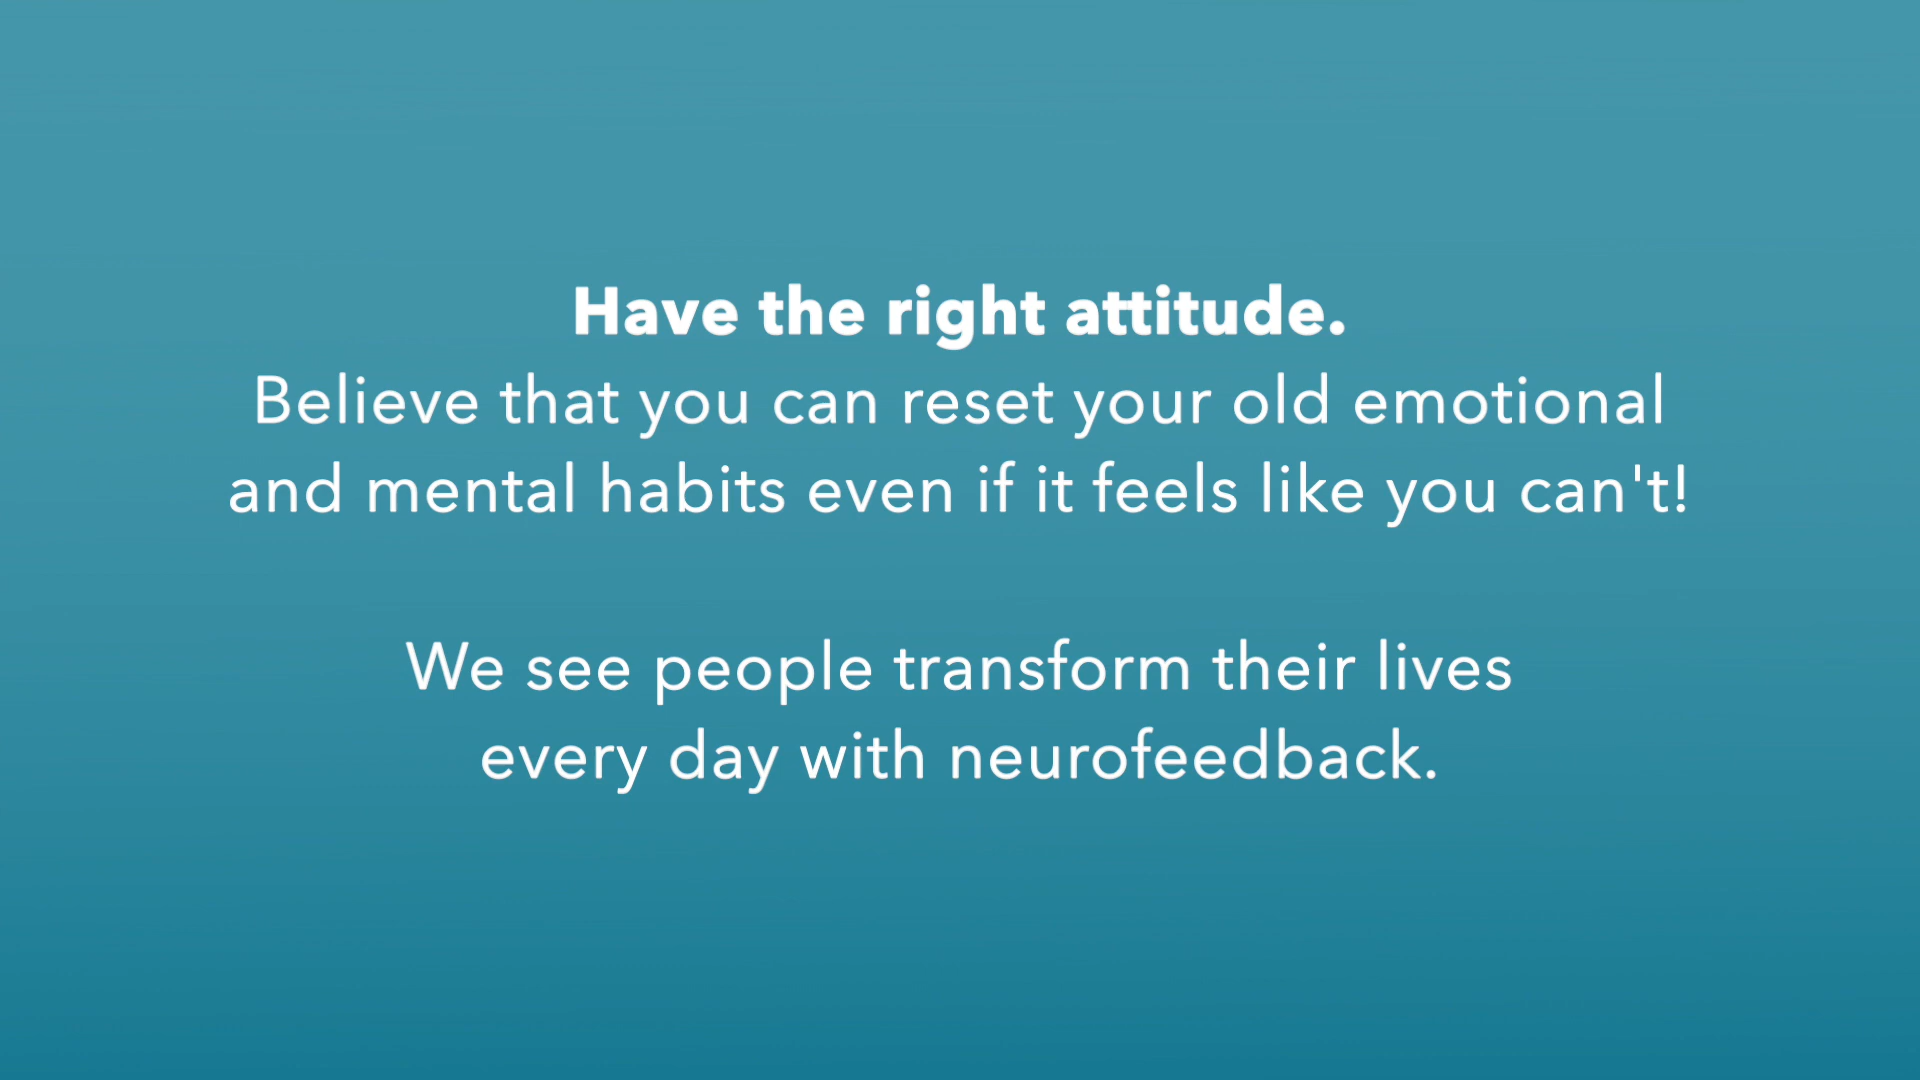 Have the right attitude.
Believe that you can reset your old emotional
and mental habits even if it feels like you can't!
We see people transform their lives
every day with neurofeedback.